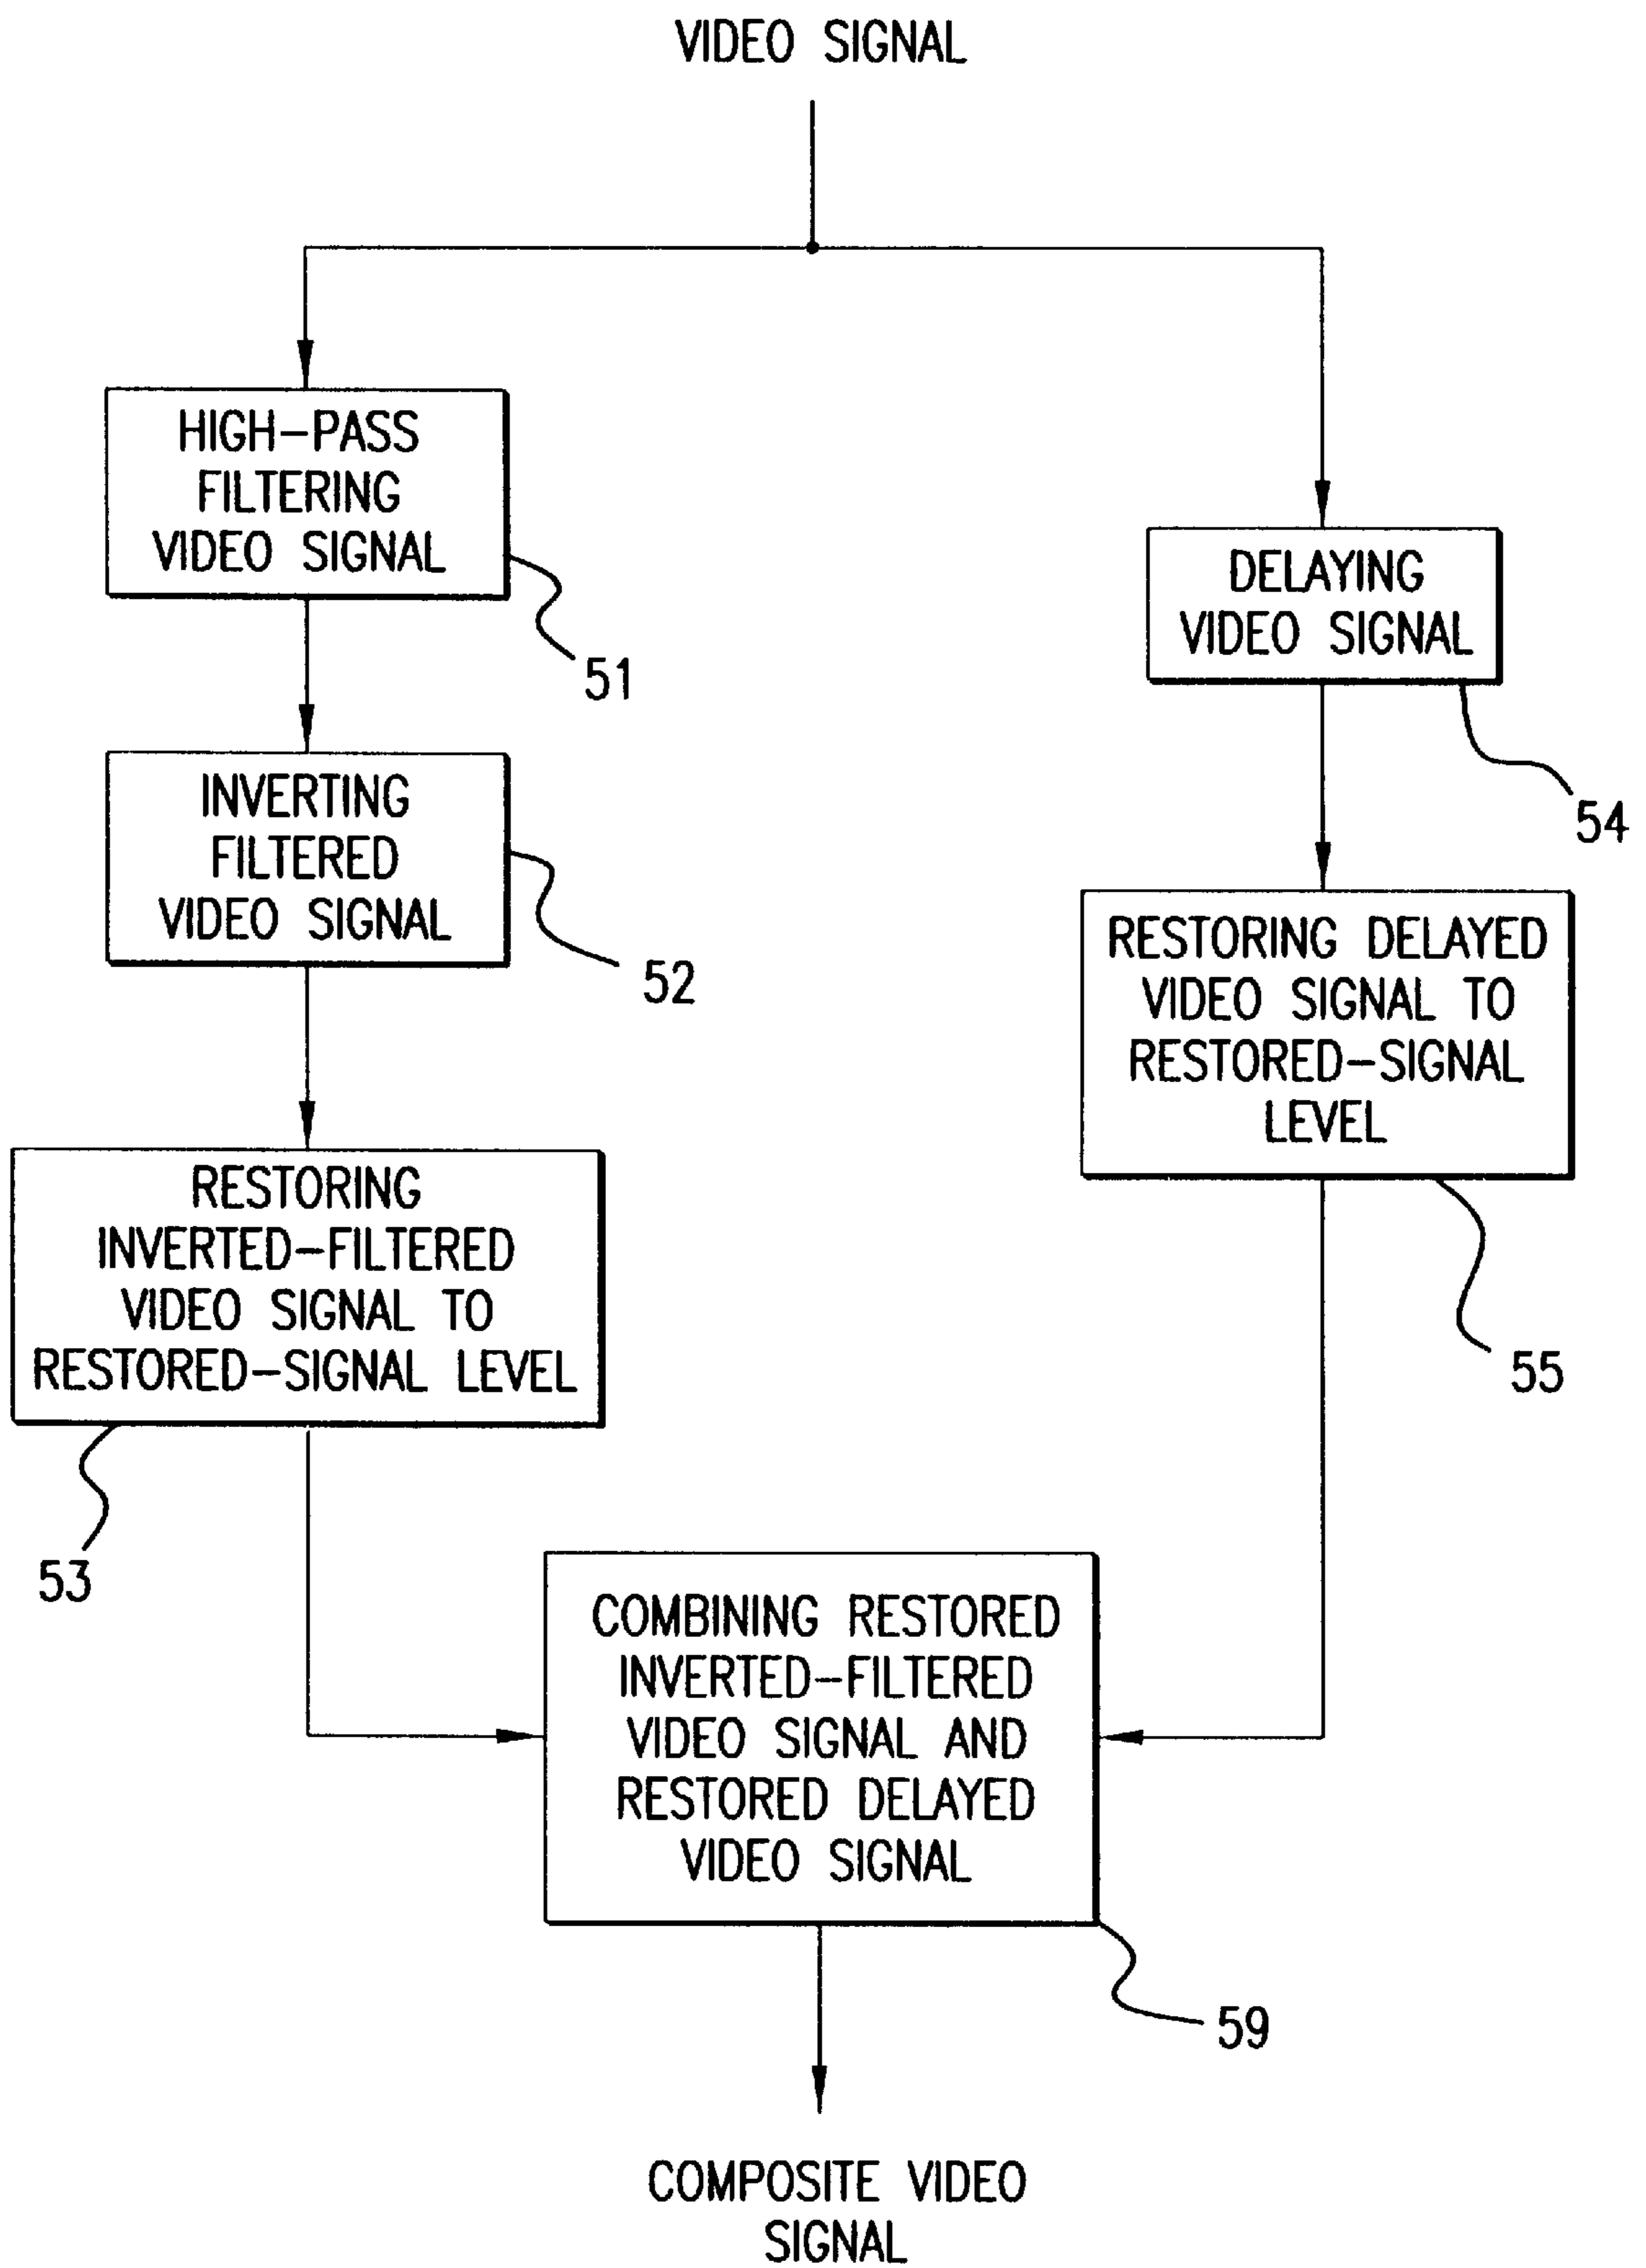 VIDEO SIGNAL
HIGH-PASS
FILTERING
VIDEO SIGNAL
51
INVERTING
FILTERED
VIDEO SIGNAL
52
RESTORING
INVERTED-FILTERED
VIDEO SIGNAL TO
RESTORED-SIGNAL LEVEL
53
DELAYING
VIDEO SIGNAL
54
RESTORING DELAYED
VIDEO SIGNAL TO
RESTORED-SIGNAL
LEVEL
55
COMBINING RESTORED
INVERTED-FILTERED
VIDEO SIGNAL AND
RESTORED DELAYED
VIDEO SIGNAL
59
COMPOSITE VIDEO
SIGNAL